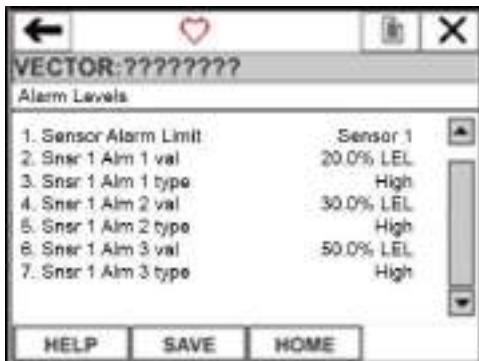 VECTOR:????????
Alarm Levels
1. Sensor Alarm Limit Sensor 1
2. Snsr 1 Alm 1 val 20.0% LEL
3. Snsr 1 Alm 1 type High
4. Snsr 1 Alm 2 val 30.0% LEL
5. Snsr 1 Alm 2 type High
6. Snsr 1 Alm 3 val 50.0% LEL
7. Snsr 1 Alm 3 type High
HELP SAVE HOME